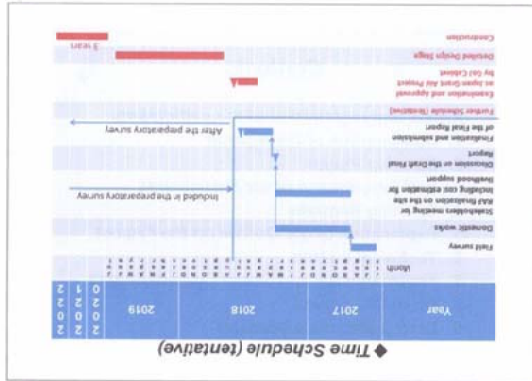 ◆Time Schedule (tentative)
Year
2017
2018
2019
2020
2021
2022
Month
Field survey
Domestic works
Stakeholders meeting for
RAP finalization on the site
including cost estimation for
livelihood support
Included in the preparatory survey
Discussion on the Draft Final
Report
Finalization and submission
of the Final Report
After the preparatory survey
Further Schedule (Tentative)
Examination and Approval
as Japan Grant Aid Project
by GoJ Cabinet
Detailed Design Stage
Construction
3 years